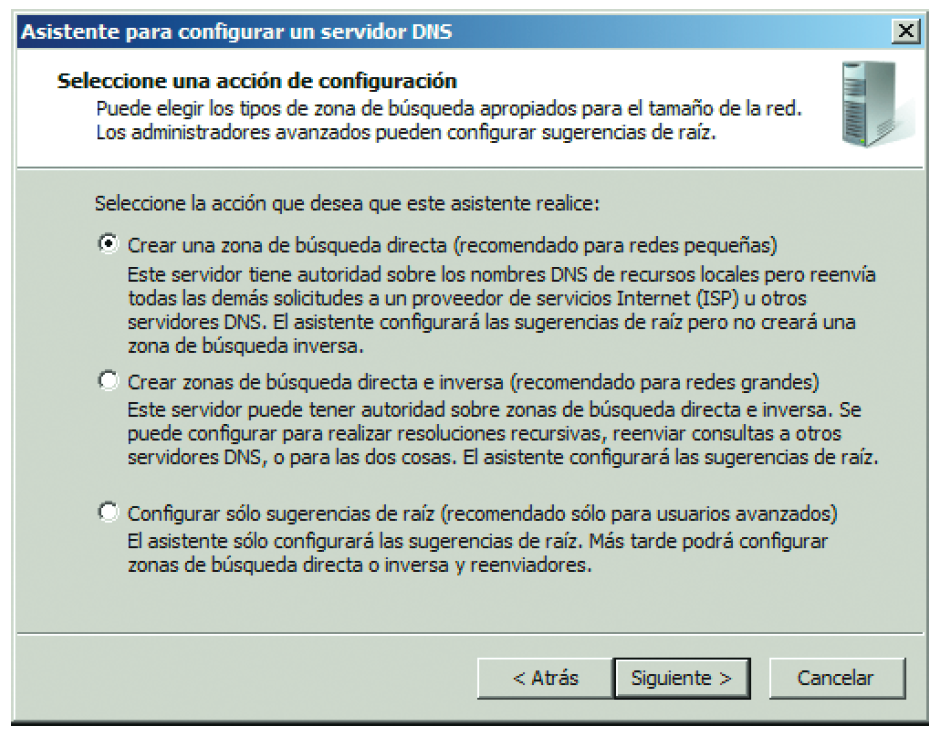 Asistente para configurar un servidor DNS
Seleccione una acción de configuración
Puede elegir los tipos de zona de búsqueda apropiados para el tamaño de la red.
Los administradores avanzados pueden configurar sugerencias de raíz.
Seleccione la acción que desea que este asistente realice:
Crear una zona de búsqueda directa (recomendado para redes pequeñas)
Este servidor tiene autoridad sobre los nombres DNS de recursos locales pero reenvía
todas las demás solicitudes a un proveedor de servicios Internet (ISP) u otros
servidores DNS. El asistente configurará las sugerencias de raíz pero no creará una
zona de búsqueda inversa.
Crear zonas de búsqueda directa e inversa (recomendado para redes grandes)
Este servidor puede tener autoridad sobre zonas de búsqueda directa e inversa. Se
puede configurar para realizar resoluciones recursivas, reenviar consultas a otros
servidores DNS, o para las dos cosas. El asistente configurará las sugerencias de raíz.
Configurar sólo sugerencias de raíz (recomendado sólo para usuarios avanzados)
El asistente sólo configurará las sugerencias de raíz. Más tarde podrá configurar
zonas de búsqueda directa o inversa y reenviadores.
< Atrás
Siguiente >
Cancelar